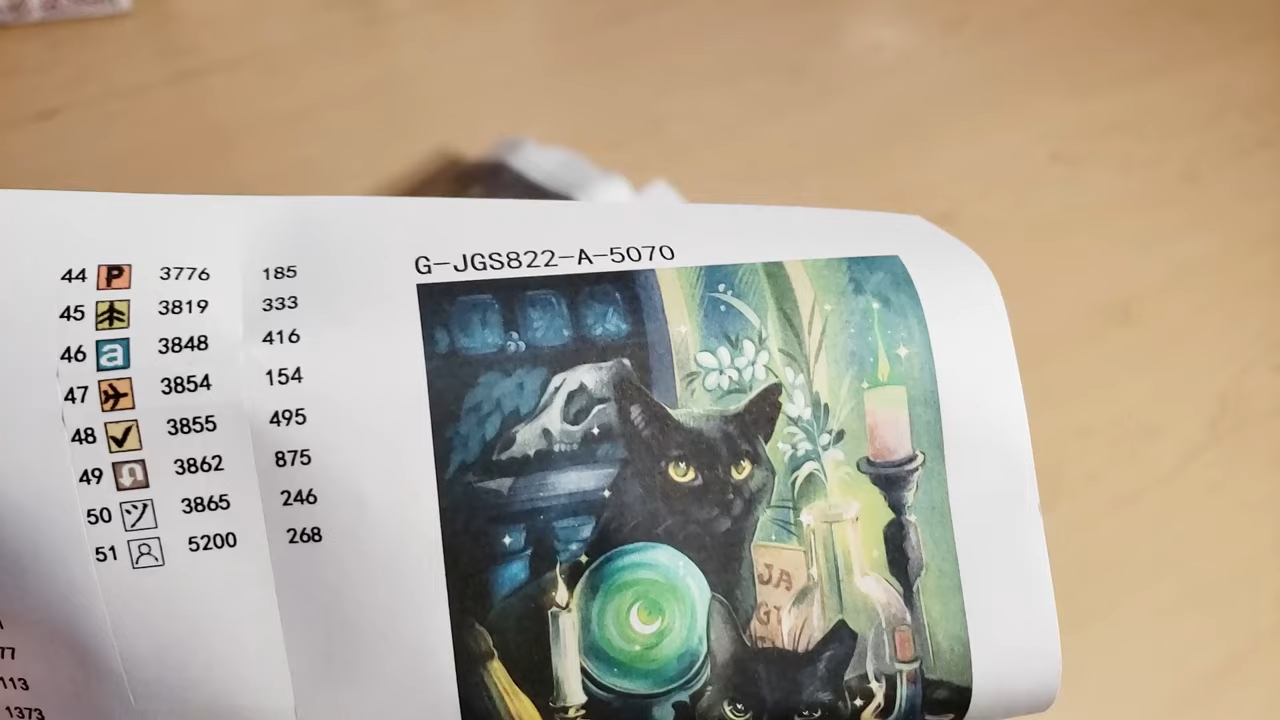 G-JGS822-A-5070
44 P 3776 185
45 3819 333
46 a 3848 416
47 3854 154
48 3855 495
49 3862 875
50 ツ 3865 246
51 5200 268
77
113
1373
JA
GI